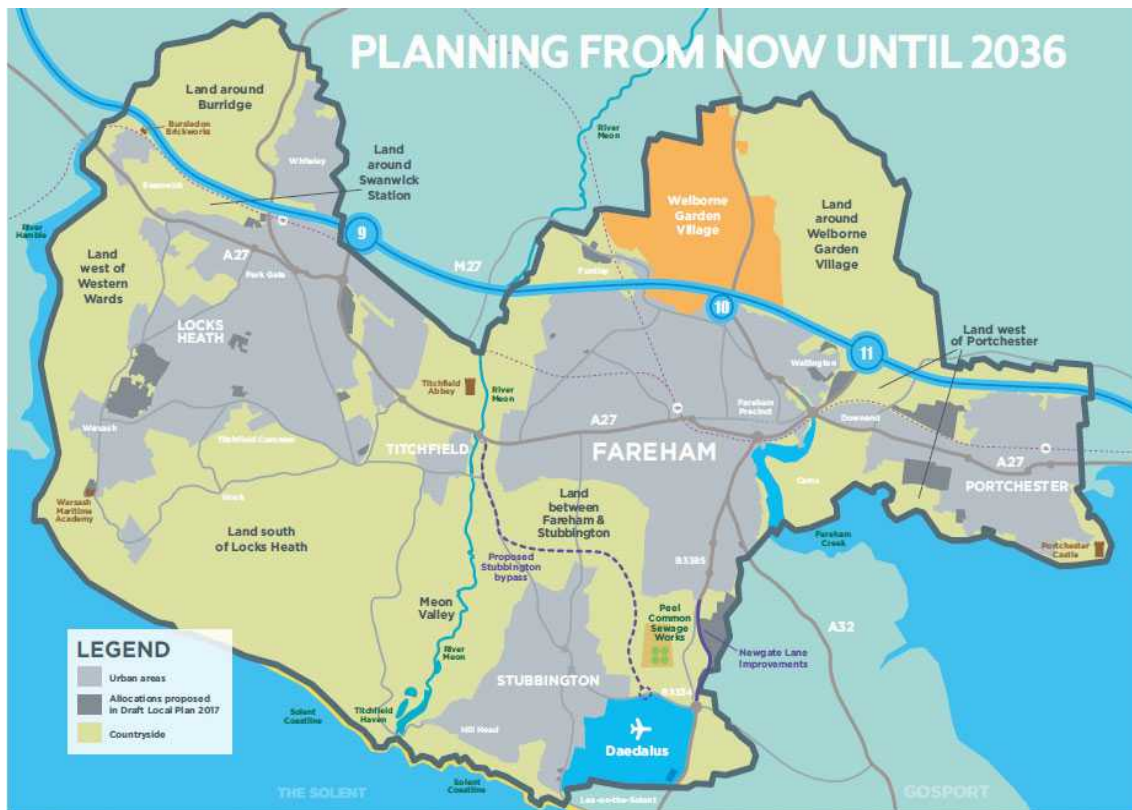 PLANNING FROM NOW UNTIL 2036
Land around
Burridge
Bursledon
Brickworks
Whiteley
Land
around
Swanwick
Station
Swanwick
River
Hamble
Land
west of
Western
Wards
A27
Park Gate
9
M27
River
Meon
LOCKS
HEATH
Titchfield
Abbey
River
Meon
Warsash
Titchfield Common
TITCHFIELD
Warsash
Maritime
Academy
Hook
Land south
of Locks Heath
Welborne
Garden
Village
Land
around
Welborne
Garden
Village
Funtley
10
11
Land west
of Portchester
Wallington
Fareham
Precinct
Downend
A27
FAREHAM
A27
PORTCHESTER
Cams
Portchester
Castle
Fareham
Creek
Land
between
Fareham &
Stubbington
Proposed
Stubbington
bypass
B3385
Meon
Valley
Peel
Common
Sewage
Works
A32
Newgate Lane
Improvements
River
Meon
STUBBINGTON
B3334
Titchfield
Haven
Hill Head
Daedalus
Solent
Coastline
Solent
Coastline
Lee-on-the-Solent
THE SOLENT
GOSPORT
LEGEND
Urban areas
Allocations proposed
in Draft Local Plan 2017
Countryside